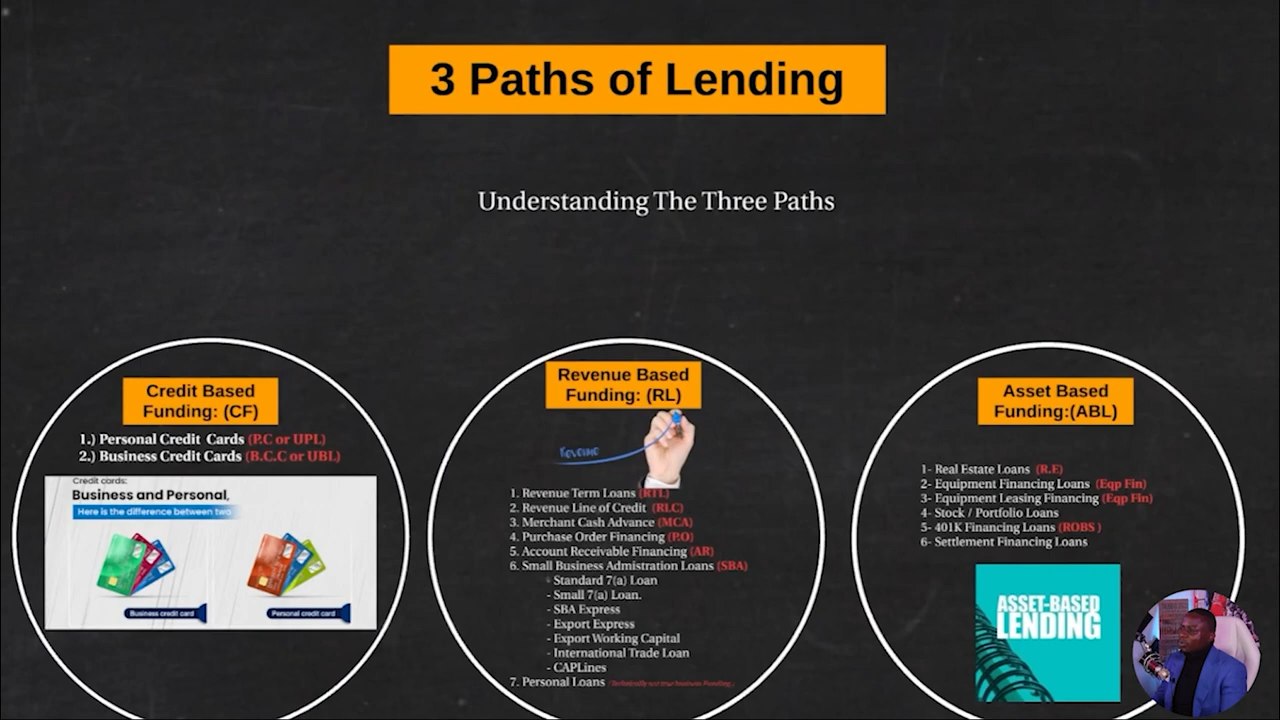 3 Paths of Lending
Understanding The Three Paths
Credit Based
Funding: (CF)
1.) Personal Credit Cards (P.C or UPL)
2.) Business Credit Cards (B.C.C or UBL)
Credit cards:
Business and Personal,
Here is the difference between two
Business credit card
Personal credit card
Revenue Based
Funding: (RL)
Revenue
1. Revenue Term Loans (RTL)
2. Revenue Line of Credit (RLC)
3. Merchant Cash Advance (MCA)
4. Purchase Order Financing (P.O)
5. Account Receivable Financing (AR)
6. Small Business Admistration Loans (SBA)
- Standard 7(a) Loan
- Small 7(a) Loan.
- SBA Express
- Export Express
- Export Working Capital
- International Trade Loan
- CAPLines
7. Personal Loans (Technically not true business Funding)
Asset Based
Funding:(ABL)
1- Real Estate Loans (R.E)
2- Equipment Financing Loans (Eqp Fin)
3- Equipment Leasing Financing (Eqp Fin)
4- Stock / Portfolio Loans
5- 401K Financing Loans (ROBS )
6- Settlement Financing Loans
ASSET-BASED
LENDING